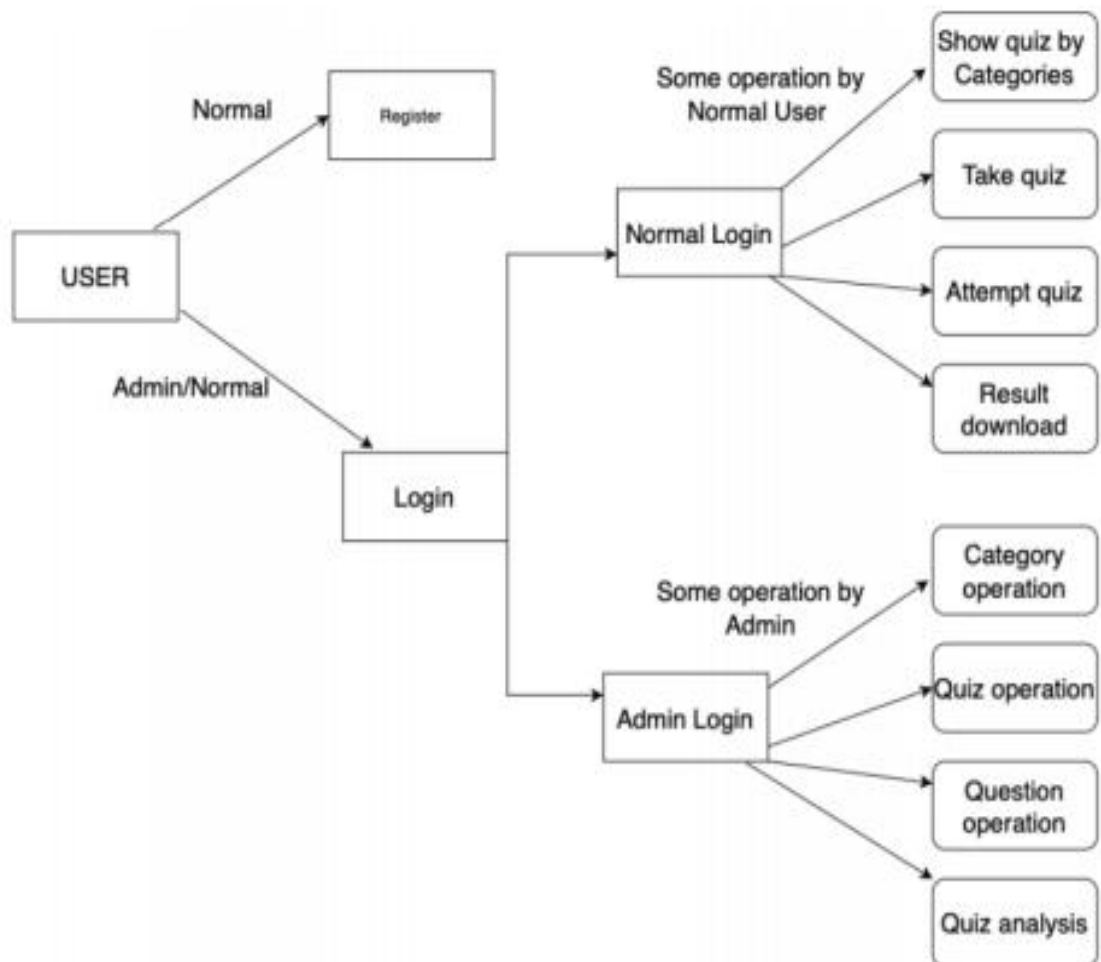 Normal
Register
USER
Admin/Normal
Login
Some operation by
Normal User
Normal Login
Show quiz by
Categories
Take quiz
Attempt quiz
Result
download
Some operation by
Admin
Admin Login
Category
operation
Quiz operation
Question
operation
Quiz analysis